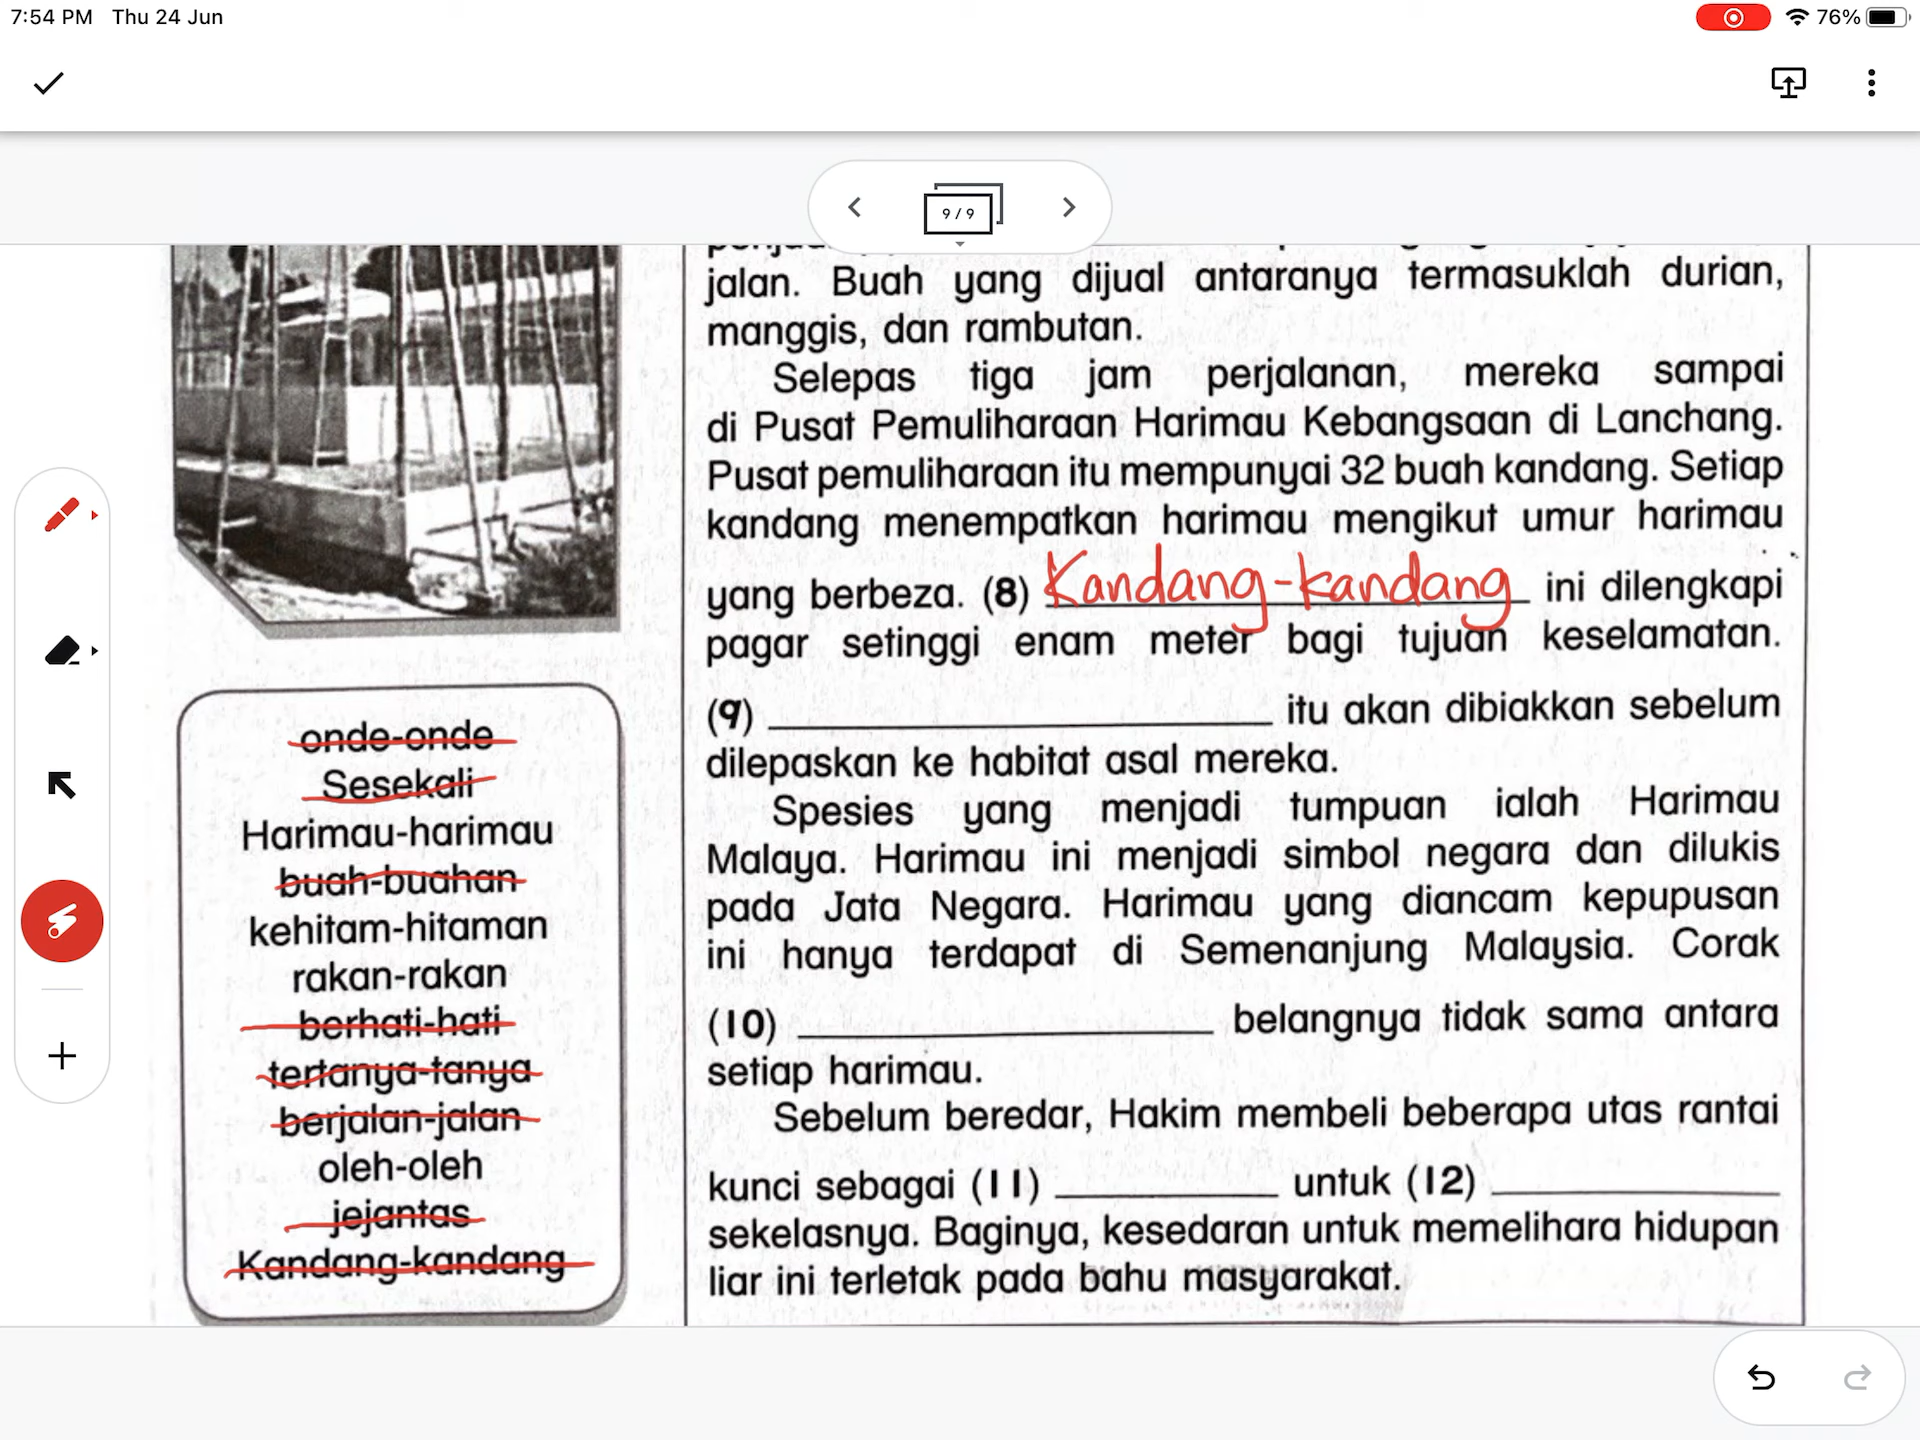 7:54 PM Thu 24 Jun
76%
9 / 9
jalan. Buah yang dijual antaranya termasuklah durian,
manggis, dan rambutan.
Selepas tiga jam perjalanan, mereka sampai
di Pusat Pemuliharaan Harimau Kebangsaan di Lanchang.
Pusat pemuliharaan itu mempunyai 32 buah kandang. Setiap
kandang menempatkan harimau mengikut umur harimau
yang berbeza. (8) Kandang-kandang ini dilengkapi
pagar setinggi enam meter bagi tujuan keselamatan.
(9) ____________ itu akan dibiakkan sebelum
dilepaskan ke habitat asal mereka.
Spesies yang menjadi tumpuan ialah Harimau
Malaya. Harimau ini menjadi simbol negara dan dilukis
pada Jata Negara. Harimau yang diancam kepupusan
ini hanya terdapat di Semenanjung Malaysia. Corak
(10) ____________ belangnya tidak sama antara
setiap harimau.
Sebelum beredar, Hakim membeli beberapa utas rantai
kunci sebagai (11) ____________ untuk (12) ____________
sekelasnya. Baginya, kesedaran untuk memelihara hidupan
liar ini terletak pada bahu masyarakat.
onde-onde
Sesekali
Harimau-harimau
buah-buahan
kehitam-hitaman
rakan-rakan
berhati-hati
tertanya-tanya
berjalan-jalan
oleh-oleh
jejantas
Kandang-kandang